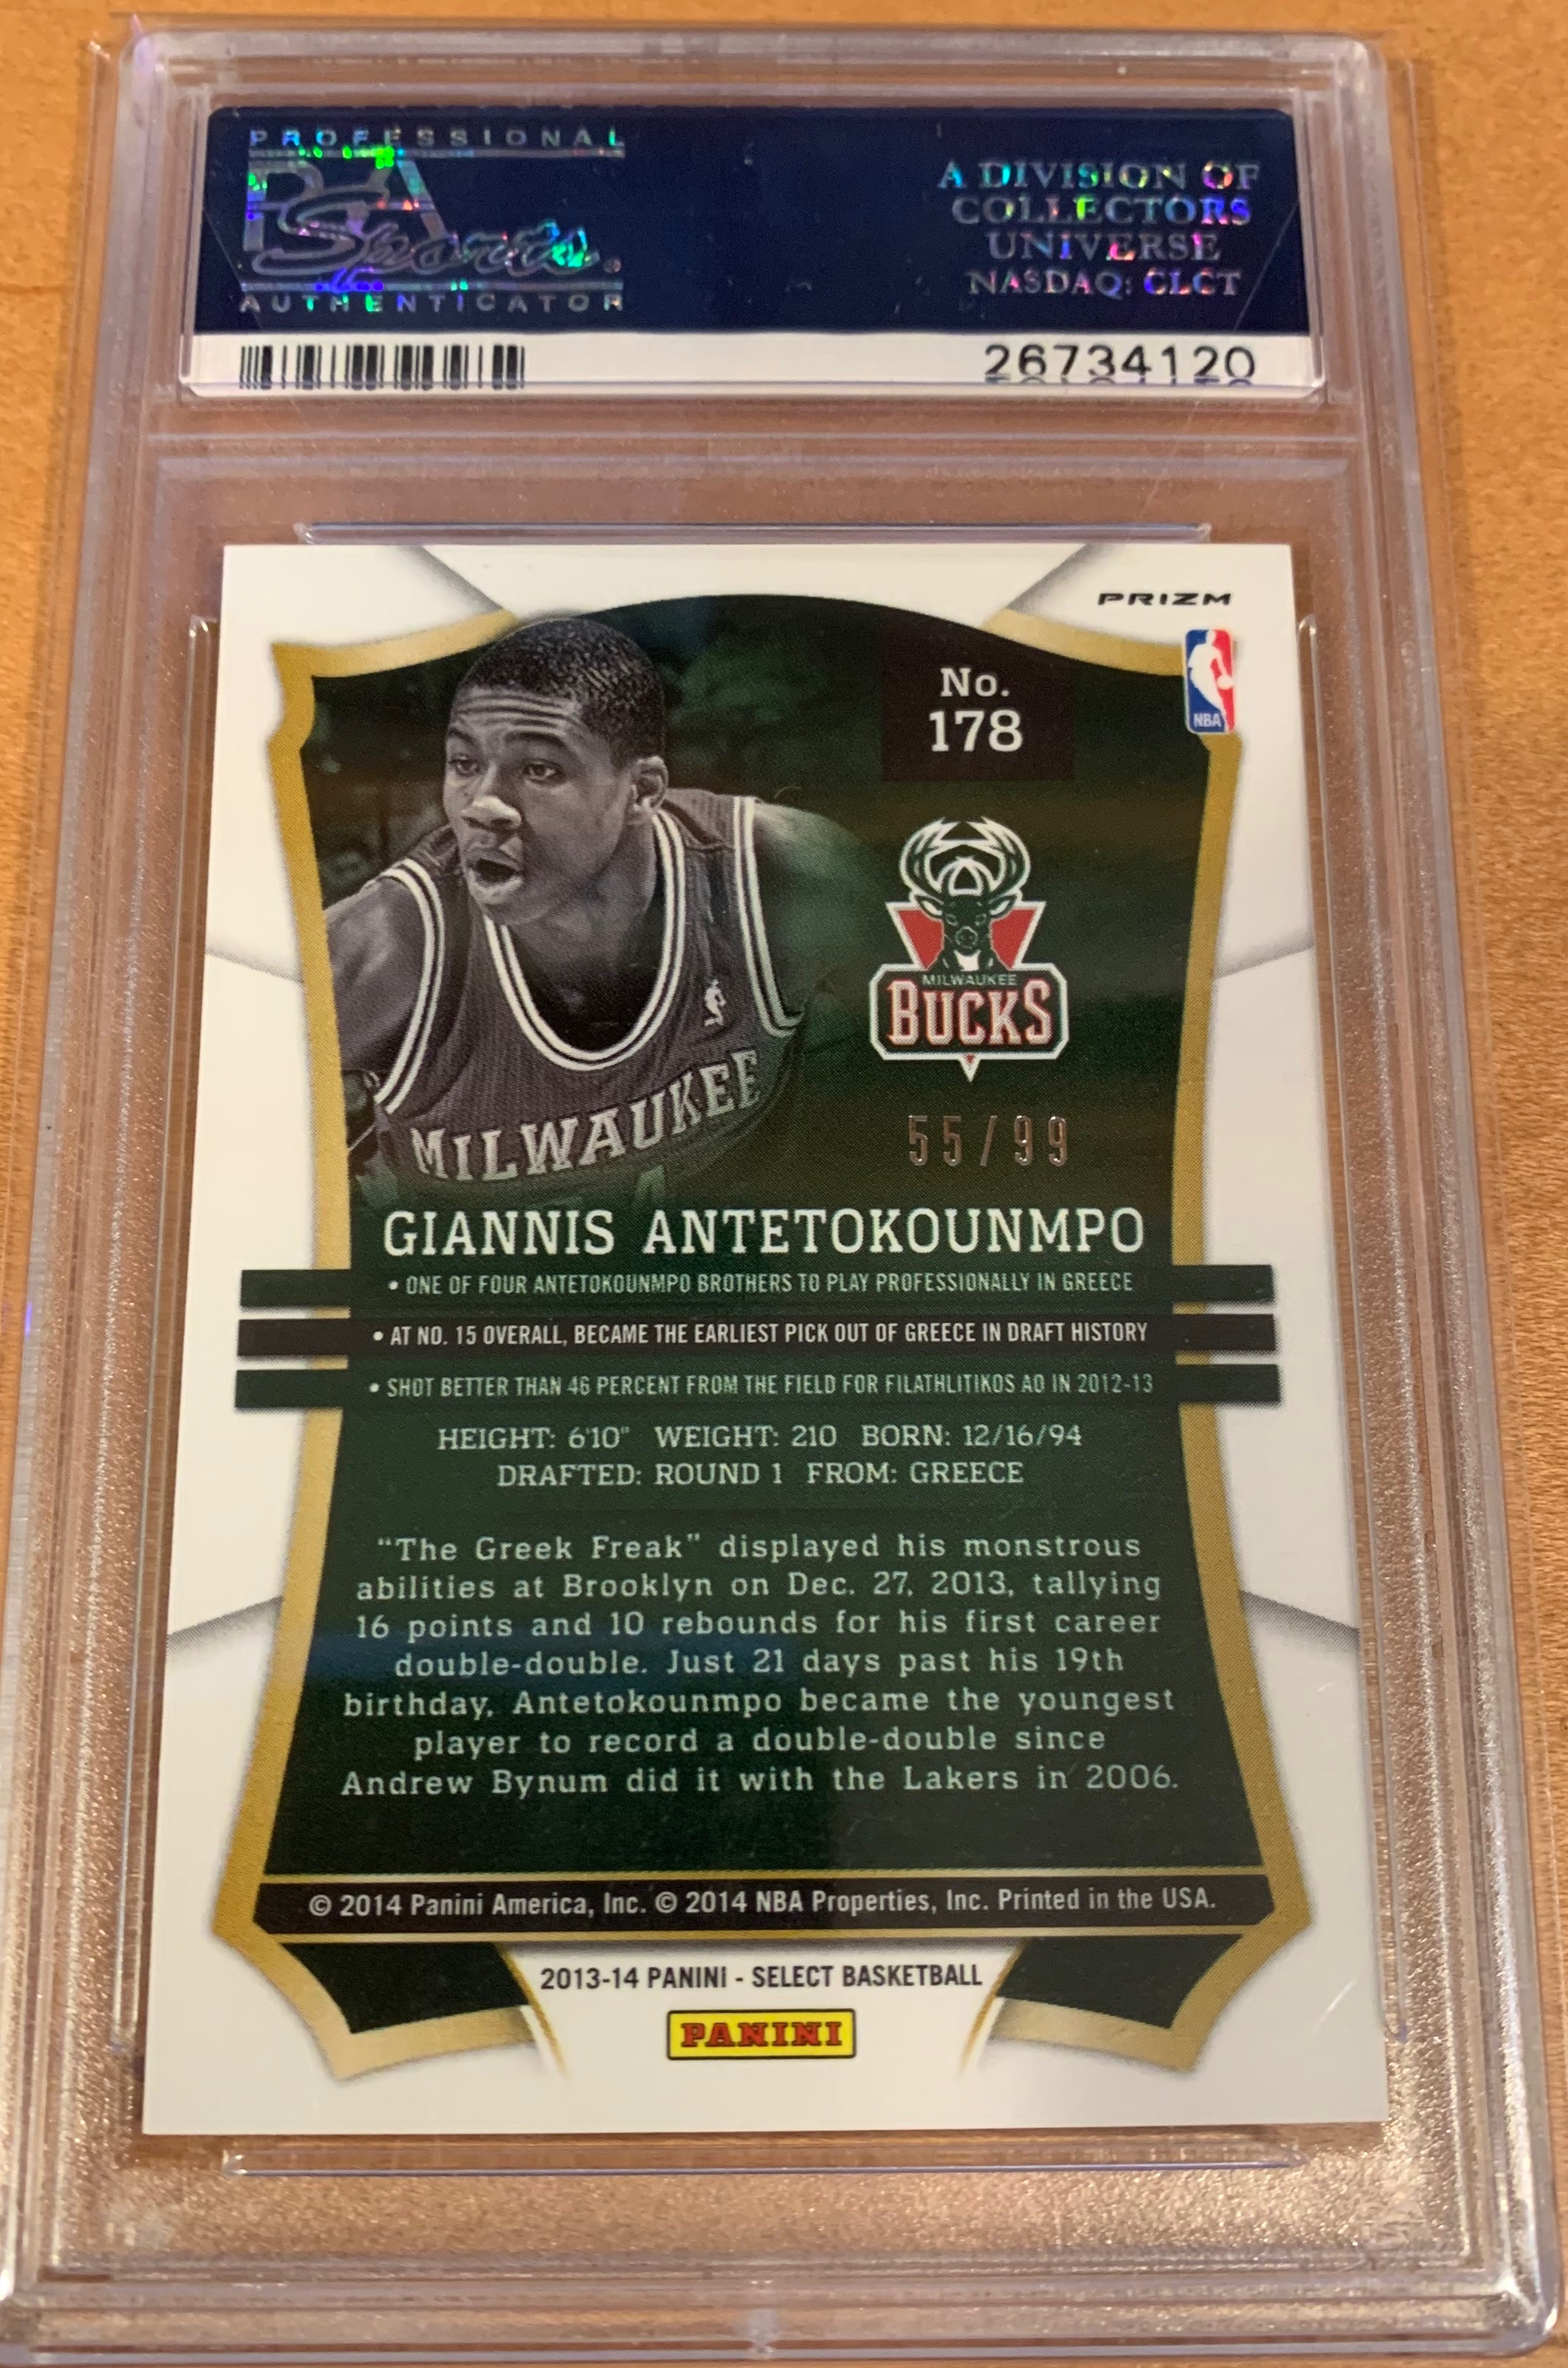 PROFESSIONAL
PSA
Sports
AUTHENTICATOR
A DIVISION OF
COLLECTORS
UNIVERSE
NASDAQ: CLCT
26734120
PRIZM
No.
178
NBA
MILWAUKEE
BUCKS
MILWAUKEE
55/99
GIANNIS ANTETOKOUNMPO
• ONE OF FOUR ANTETOKOUNMPO BROTHERS TO PLAY PROFESSIONALLY IN GREECE
• AT NO. 15 OVERALL, BECAME THE EARLIEST PICK OUT OF GREECE IN DRAFT HISTORY
• SHOT BETTER THAN 46 PERCENT FROM THE FIELD FOR FILATHLITIKOS AO IN 2012-13
HEIGHT: 6'10" WEIGHT: 210 BORN: 12/16/94
DRAFTED: ROUND 1 FROM: GREECE
“The Greek Freak” displayed his monstrous
abilities at Brooklyn on Dec. 27, 2013, tallying
16 points and 10 rebounds for his first career
double-double. Just 21 days past his 19th
birthday, Antetokounmpo became the youngest
player to record a double-double since
Andrew Bynum did it with the Lakers in 2006.
© 2014 Panini America, Inc. © 2014 NBA Properties, Inc. Printed in the USA.
2013-14 PANINI - SELECT BASKETBALL
PANINI